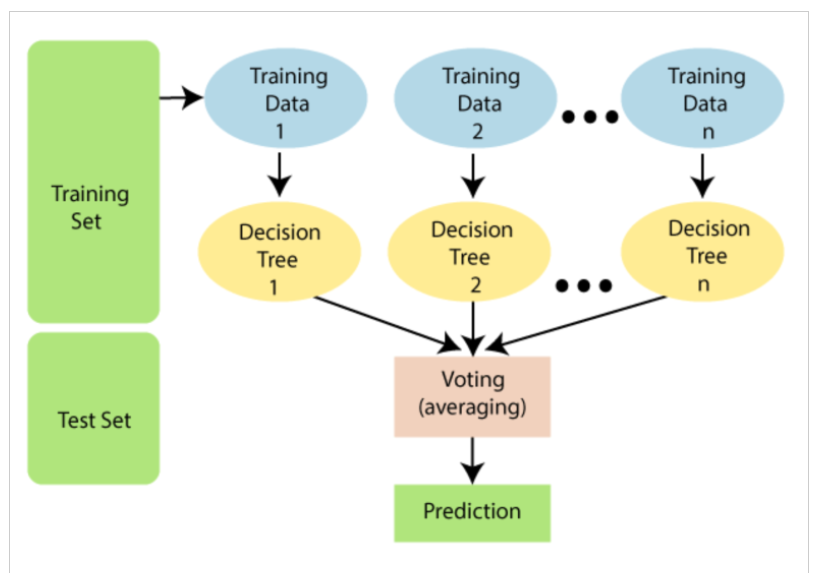 Training
Set
Test Set
Training
Data
1
Training
Data
2
Training
Data
n
Decision
Tree
1
Decision
Tree
2
Decision
Tree
n
Voting
(averaging)
Prediction